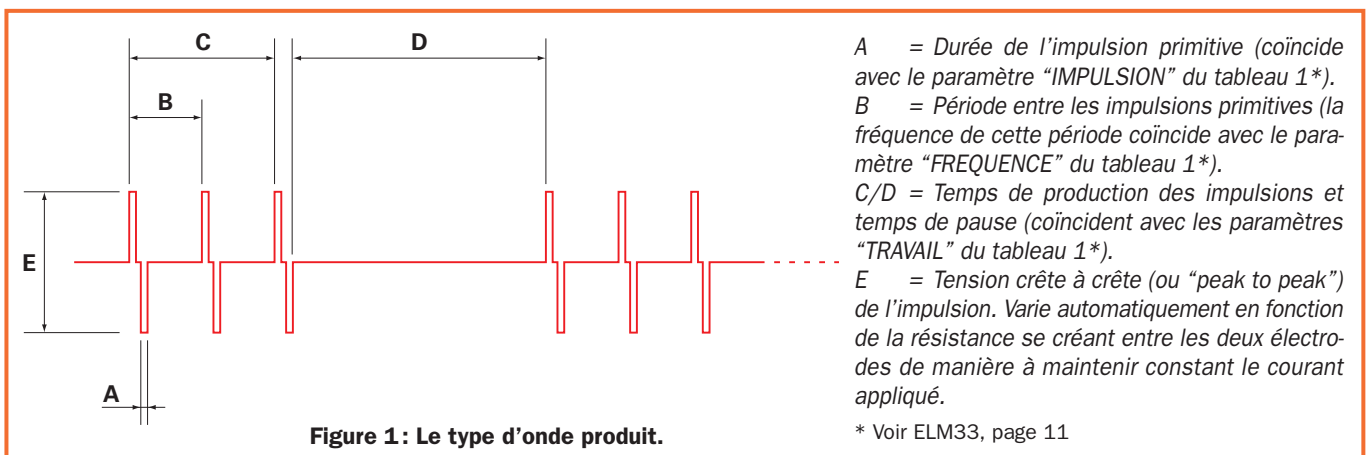 C
D
B
E
A
Figure 1: Le type d’onde produit.
A = Durée de l’impulsion primitive (coïncide
avec le paramètre “IMPULSION” du tableau 1*).
B = Période entre les impulsions primitives (la
fréquence de cette période coïncide avec le para-
mètre “FREQUENCE” du tableau 1*).
C/D = Temps de production des impulsions et
temps de pause (coïncident avec les paramètres
“TRAVAIL” du tableau 1*).
E = Tension crête à crête (ou “peak to peak”)
de l’impulsion. Varie automatiquement en fonction
de la résistance se créant entre les deux électro-
des de manière à maintenir constant le courant
appliqué.
* Voir ELM33, page 11